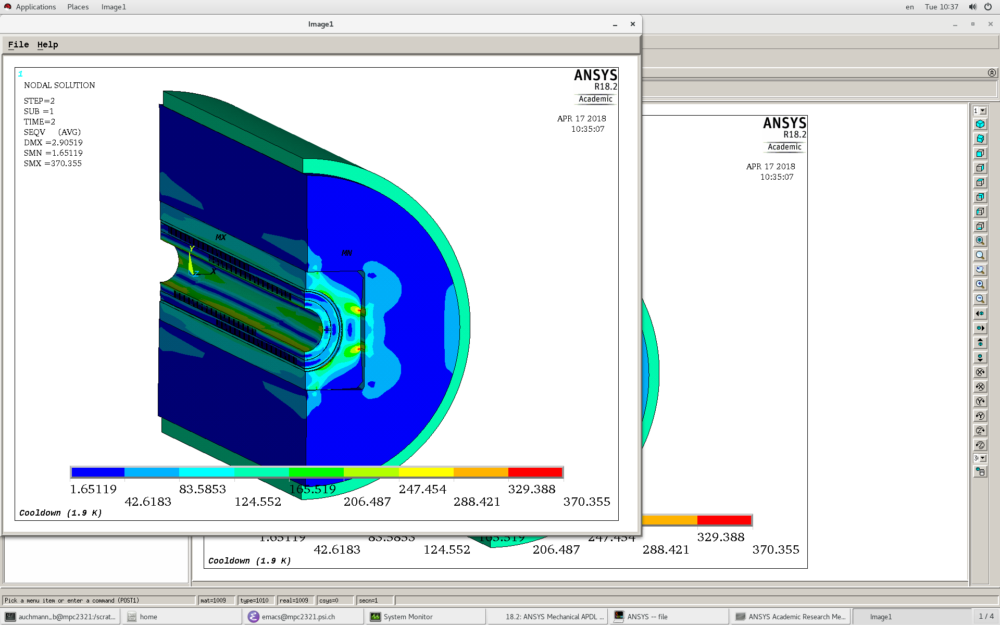 Applications Places Image1 en Tue 10:37
Image1
File Help
1
NODAL SOLUTION
STEP=2
SUB =1
TIME=2
SEQV (AVG)
DMX =2.90519
SMN =1.65119
SMX =370.355
ANSYS
R18.2
Academic
APR 17 2018
10:35:07
MX
MN
Y
X
Z
1.65119 83.5853 165.519 247.454 329.388
42.6183 124.552 206.487 288.421 370.355
Cooldown (1.9 K)
ANSYS
R18.2
Academic
APR 17 2018
10:35:07
1
1.65119 83.5853 165.519 247.454 329.388
42.6183 124.552 206.487 288.421 370.355
Cooldown (1.9 K)
Pick a menu item or enter a command (POST1) mat=1009 type=1010 real=1009 csys=0 secn=1
auchmann_b@mpc2321:/scrat... home emacs@mpc2321.psi.ch System Monitor 18.2: ANSYS Mechanical APDL ... ANSYS -- file ANSYS Academic Research Me... Image1 1 / 4